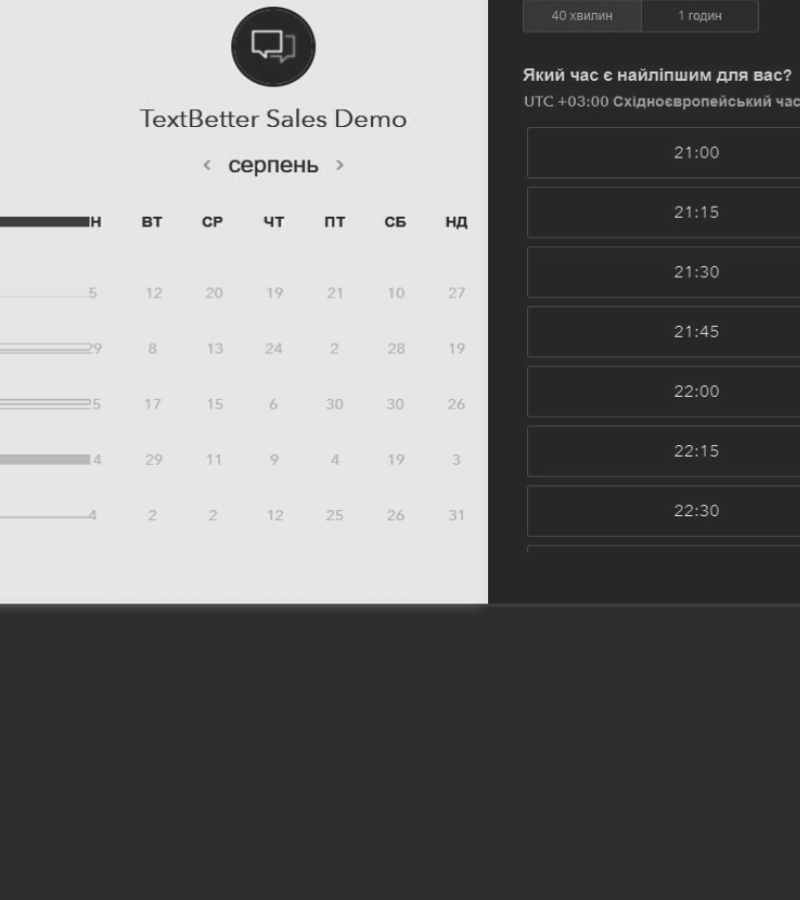 TextBetter Sales Demo
серпень
Н ВТ СР ЧТ ПТ СБ НД
5 12 20 19 21 10 27
29 8 13 24 2 28 19
5 17 15 6 30 30 26
4 29 11 9 4 19 3
4 2 2 12 25 26 31
40 хвилин 1 годин
Який час є найліпшим для вас?
UTC +03:00 Східноєвропейський час
21:00
21:15
21:30
21:45
22:00
22:15
22:30